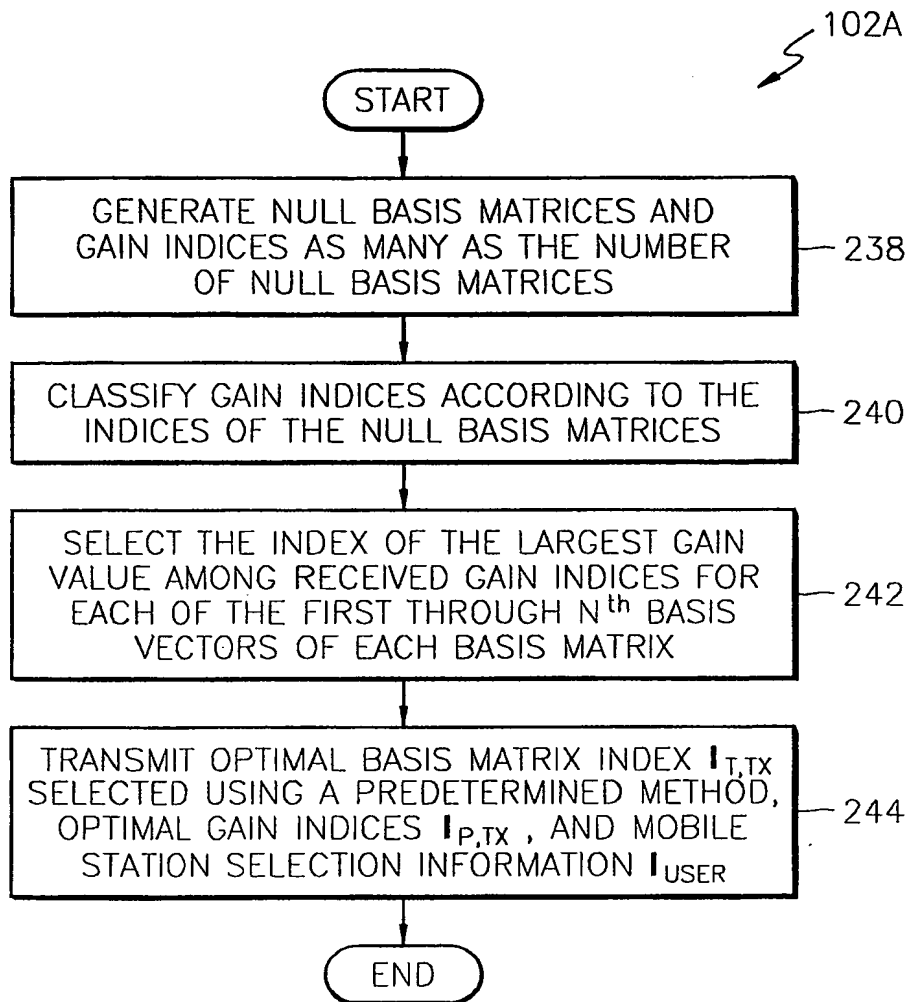 102A
START
GENERATE NULL BASIS MATRICES AND
GAIN INDICES AS MANY AS THE NUMBER
OF NULL BASIS MATRICES
238
CLASSIFY GAIN INDICES ACCORDING TO THE
INDICES OF THE NULL BASIS MATRICES
240
SELECT THE INDEX OF THE LARGEST GAIN
VALUE AMONG RECEIVED GAIN INDICES FOR
EACH OF THE FIRST THROUGH Nth BASIS
VECTORS OF EACH BASIS MATRIX
242
TRANSMIT OPTIMAL BASIS MATRIX INDEX IT,TX
SELECTED USING A PREDETERMINED METHOD,
OPTIMAL GAIN INDICES IP,TX , AND MOBILE
STATION SELECTION INFORMATION IUSER
244
END